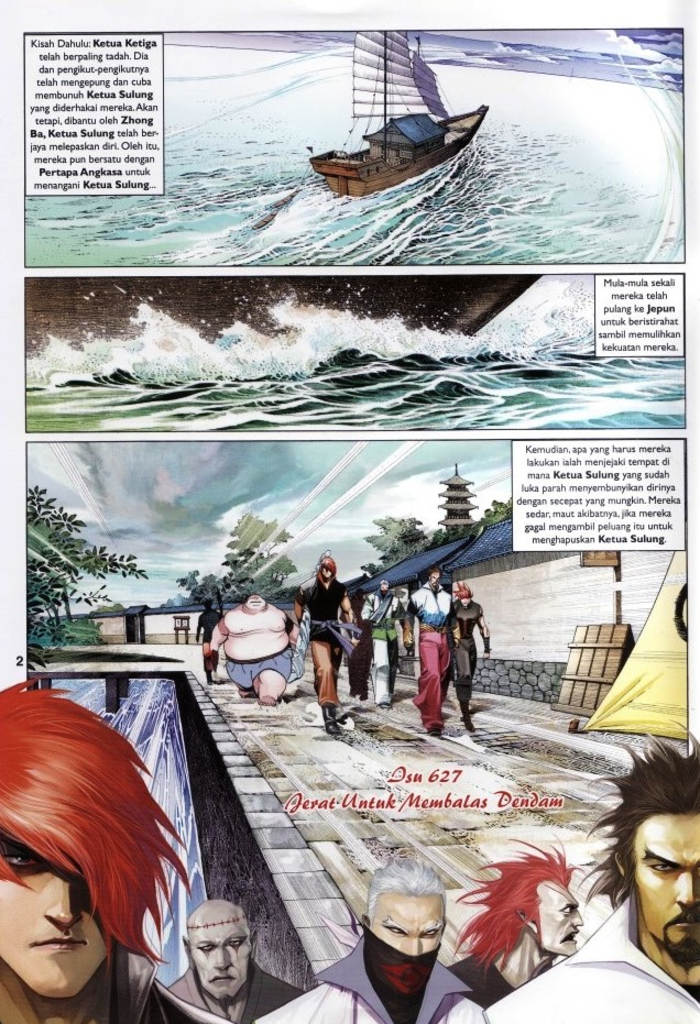 Kisah Dahulu: Ketua Ketiga
telah berpaling tadah. Dia
dan pengikut-pengikutnya
telah mengepung dan cuba
membunuh Ketua Sulung
yang diderhakai mereka. Akan
tetapi, dibantu oleh Zhong
Ba, Ketua Sulung telah ber-
jaya melepaskan diri. Oleh itu,
mereka pun bersatu dengan
Pertapa Angkasa untuk
menangani Ketua Sulung...
Mula-mula sekali
mereka telah
pulang ke Jepun
untuk beristirahat
sambil memulihkan
kekuatan mereka.
Kemudian, apa yang harus mereka
lakukan ialah menjejaki tempat di
mana Ketua Sulung yang sudah
luka parah menyembunyikan dirinya
dengan secepat yang mungkin. Mereka
sedar, maut akibatnya, jika mereka
gagal mengambil peluang itu untuk
menghapuskan Ketua Sulung.
2
Isu 627
Jerat Untuk Membalas Dendam